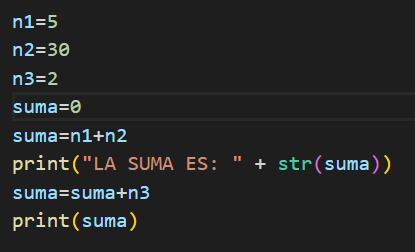 n1=5
n2=30
n3=2
suma=0
suma=n1+n2
print("LA SUMA ES: " + str(suma))
suma=suma+n3
print(suma)